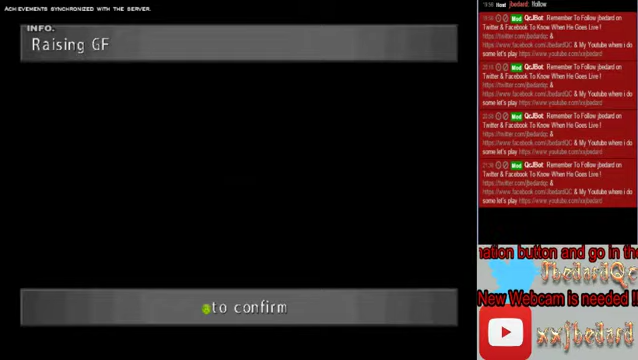 ACHIEVEMENTS SYNCHRONIZED WITH THE SERVER.
INFO.
Raising GF
to confirm
Host jbedard: !follow
Mod QcJBot: Remember To Follow jbedard on
Twitter & Facebook To Know When He Goes Live !
https://twitter.com/jbedardqc &
https://www.facebook.com/JbedardQC & My Youtube where i do
some let's play https://www.youtube.com/xxjbedard
20:18 Mod QcJBot: Remember To Follow jbedard on
Twitter & Facebook To Know When He Goes Live !
https://twitter.com/jbedardqc &
https://www.facebook.com/JbedardQC & My Youtube where i do
some let's play https://www.youtube.com/xxjbedard
Mod QcJBot: Remember To Follow jbedard on
Twitter & Facebook To Know When He Goes Live !
https://twitter.com/jbedardqc &
https://www.facebook.com/JbedardQC & My Youtube where i do
some let's play https://www.youtube.com/xxjbedard
Mod QcJBot: Remember To Follow jbedard on
Twitter & Facebook To Know When He Goes Live !
https://twitter.com/jbedardqc &
https://www.facebook.com/JbedardQC & My Youtube where i do
some let's play https://www.youtube.com/xxjbedard
nation button and go in the
JbedardQc
New Webcam is needed !!
xxjbedard